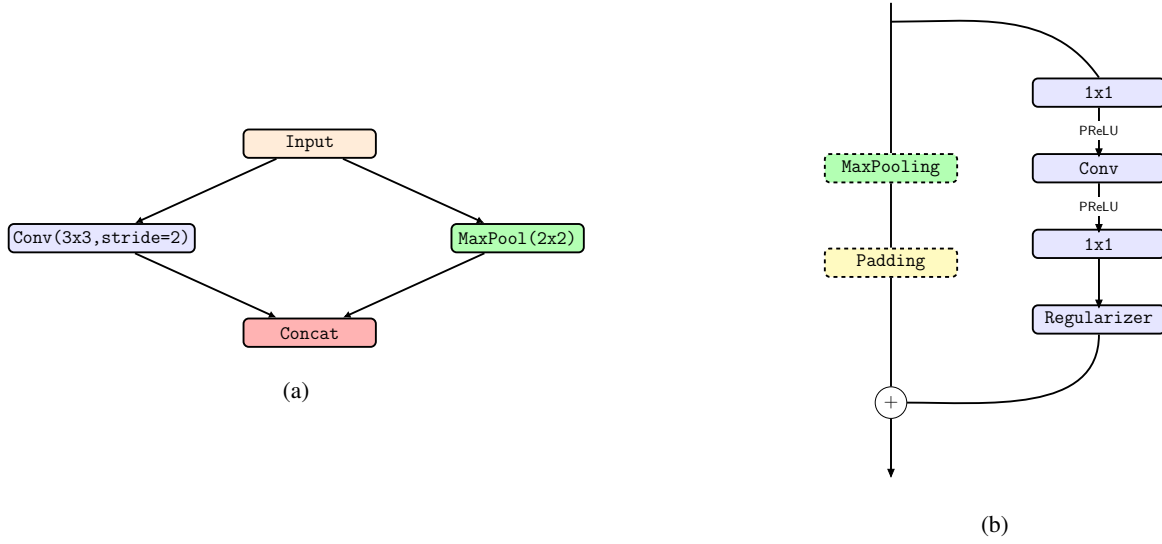 Input
Conv(3x3,stride=2)
MaxPool(2x2)
Concat
(a)
1x1
PReLU
MaxPooling
Conv
PReLU
1x1
Padding
Regularizer
+
(b)